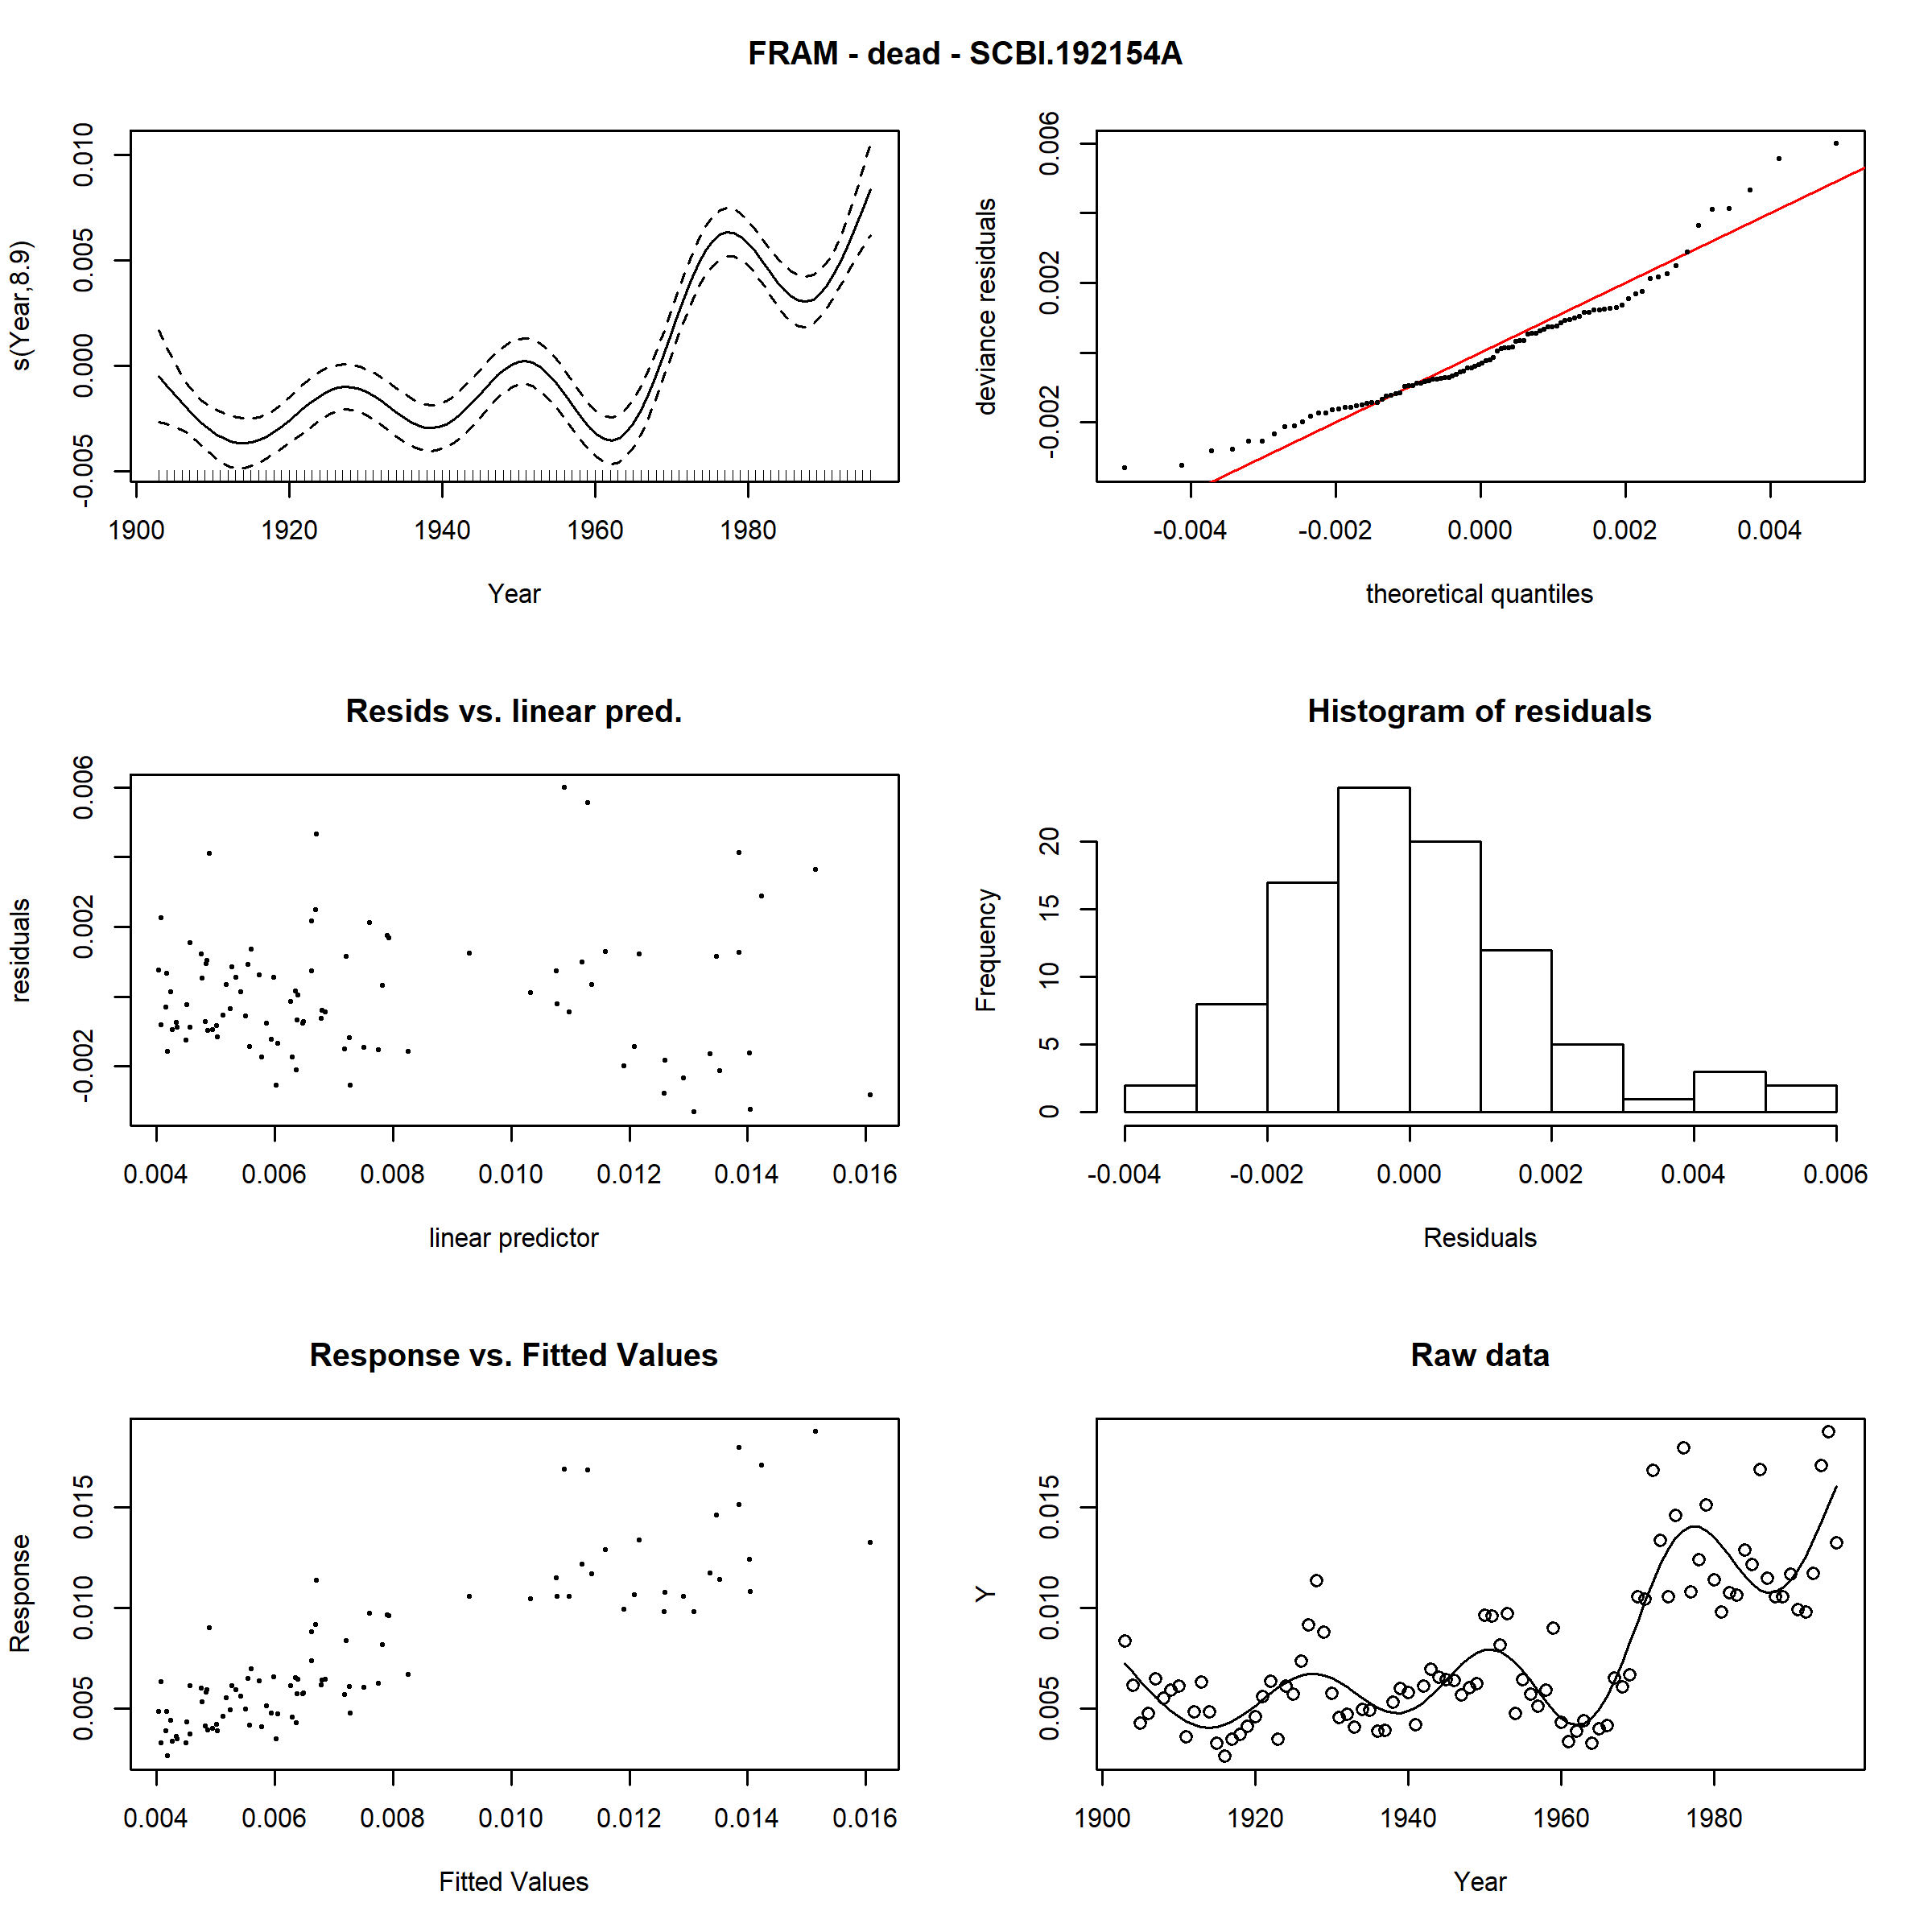 FRAM - dead - SCBI.192154A
s(Year,8.9)
-0.005 0.000 0.005 0.010
1900 1920 1940 1960 1980
Year
deviance residuals
-0.002 0.002 0.006
-0.004 -0.002 0.000 0.002 0.004
theoretical quantiles
Resids vs. linear pred.
residuals
-0.002 0.002 0.006
0.004 0.006 0.008 0.010 0.012 0.014 0.016
linear predictor
Histogram of residuals
Frequency
0 5 10 15 20
-0.004 -0.002 0.000 0.002 0.004 0.006
Residuals
Response vs. Fitted Values
Response
0.005 0.010 0.015
0.004 0.006 0.008 0.010 0.012 0.014 0.016
Fitted Values
Raw data
Y
0.005 0.010 0.015
1900 1920 1940 1960 1980
Year